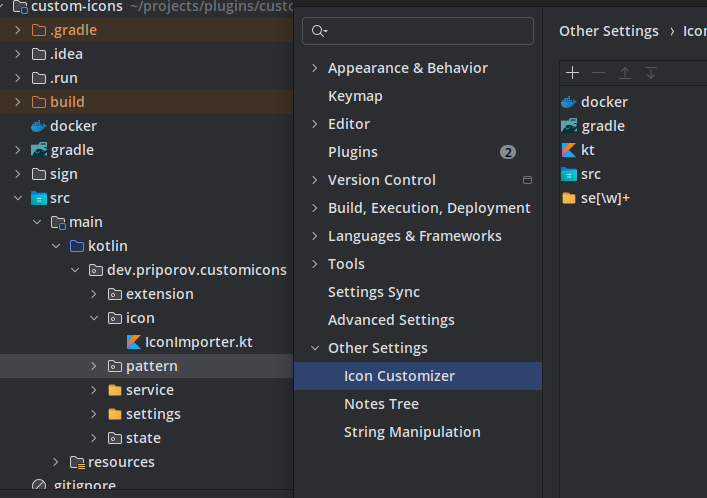 custom-icons ~/projects/plugins/custo
.gradle
.idea
.run
build
docker
gradle
sign
src
main
kotlin
dev.priporov.customicons
extension
icon
IconImporter.kt
pattern
service
settings
state
resources
.gitignore
Appearance & Behavior
Keymap
Editor
Plugins 2
Version Control
Build, Execution, Deployment
Languages & Frameworks
Tools
Settings Sync
Advanced Settings
Other Settings
Icon Customizer
Notes Tree
String Manipulation
Other Settings › Icon
docker
gradle
kt
src
se[\w]+